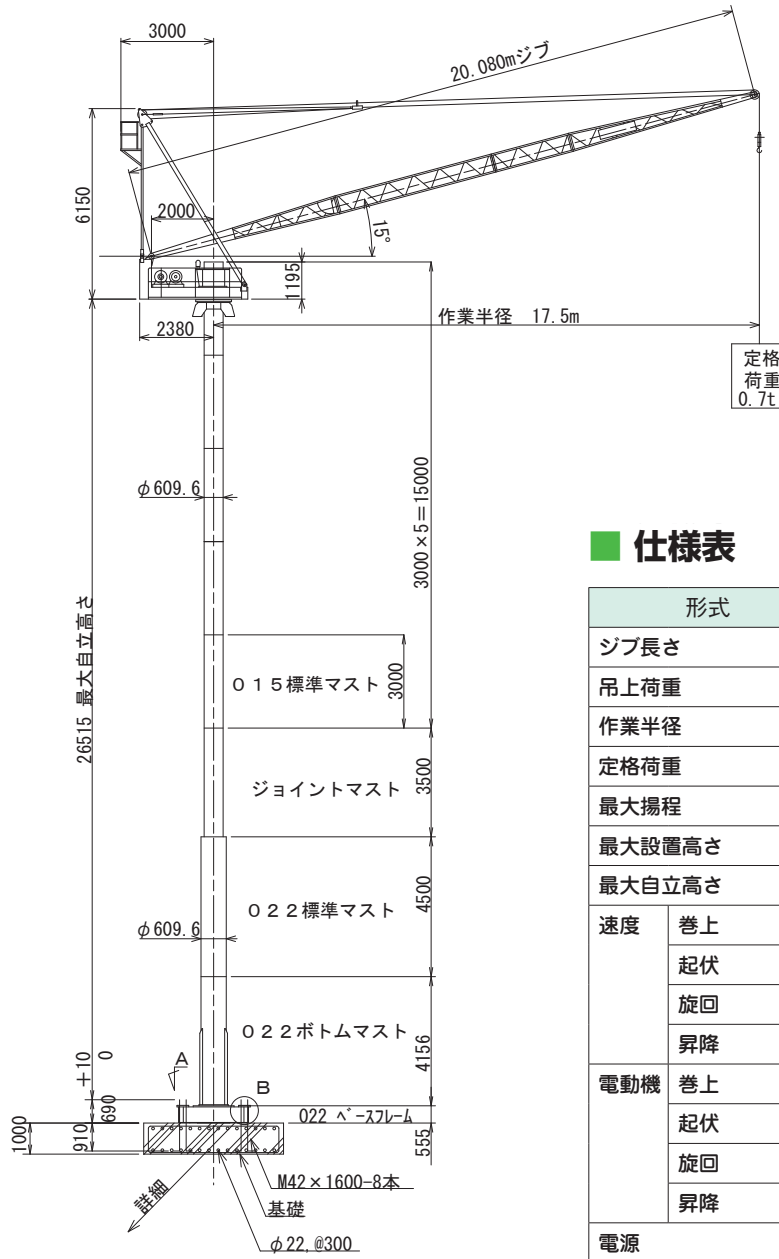 3000
20.080mジブ
6150
2000
15°
1195
2380
作業半径 17.5m
定格
荷重
0.7t
φ609.6
3000×5=15000
26515 最大自立高さ
015標準マスト
3000
ジョイントマスト
3500
022標準マスト
4500
φ609.6
022ボトムマスト
4156
A
B
+10
0
690
022 ベースフレーム
555
1000
910
M42×1600-8本
基礎
詳細
φ22,@300
■ 仕様表
形式
ジブ長さ
吊上荷重
作業半径
定格荷重
最大揚程
最大設置高さ
最大自立高さ
速度 巻上
起伏
旋回
昇降
電動機 巻上
起伏
旋回
昇降
電源